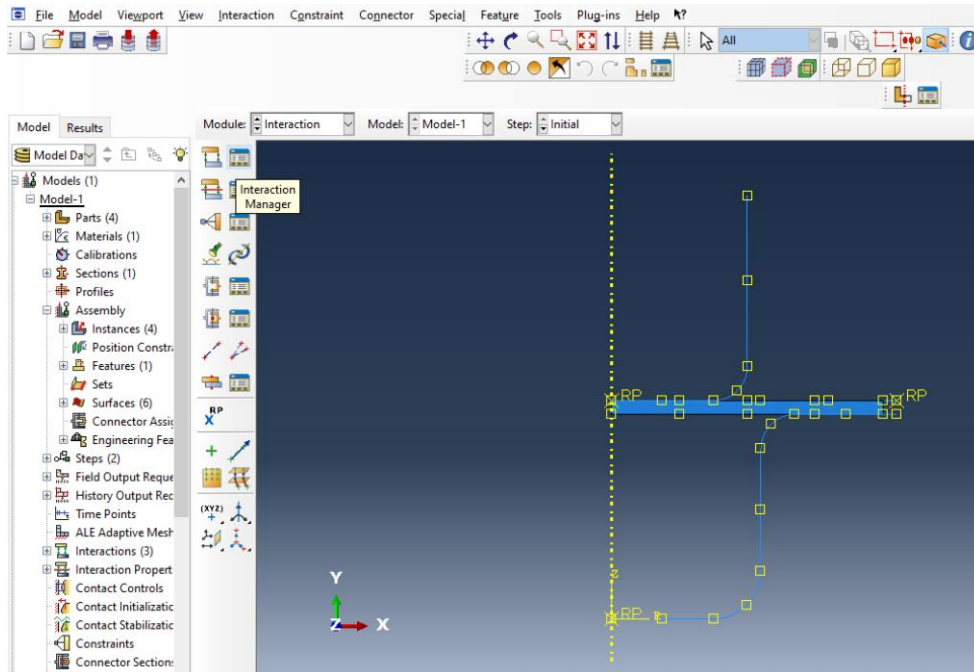 File Model Viewport View Interaction Constraint Connector Special Feature Tools Plug-ins Help
All
Model Results
Module: Interaction Model: Model-1 Step: Initial
Model Da
Models (1)
Model-1
Parts (4)
Materials (1)
Calibrations
Sections (1)
Profiles
Assembly
Instances (4)
Position Constr
Features (1)
Sets
Surfaces (6)
Connector Assig
Engineering Fea
Steps (2)
Field Output Reque
History Output Rec
Time Points
ALE Adaptive Mesh
Interactions (3)
Interaction Propert
Contact Controls
Contact Initializatic
Contact Stabilizatic
Constraints
Connector Sections
Interaction
Manager
RP
(XYZ)
RP
RP
Z
RP
R
Y
Z
X